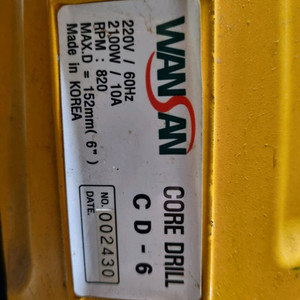 WANSAN
CORE DRILL
CD-6
220V / 60Hz
2100W / 10A
RPM : 820
MAX.D = 152mm( 6" )
Made in KOREA
NO. 002430
DATE.